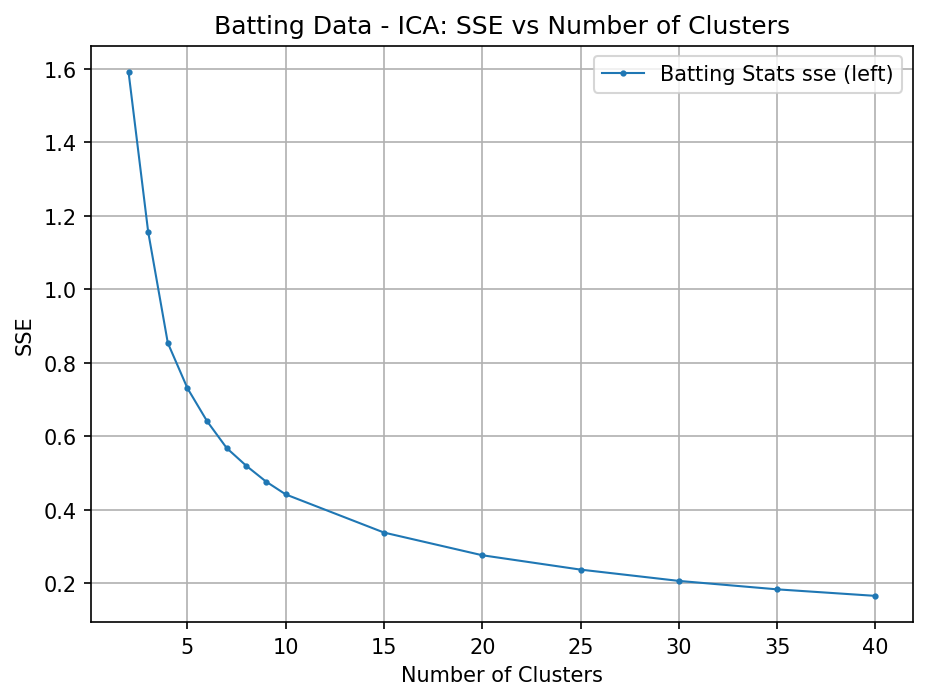 Batting Data - ICA: SSE vs Number of Clusters
Batting Stats sse (left)
1.6
1.4
1.2
1.0
0.8
0.6
0.4
0.2
SSE
5 10 15 20 25 30 35 40
Number of Clusters